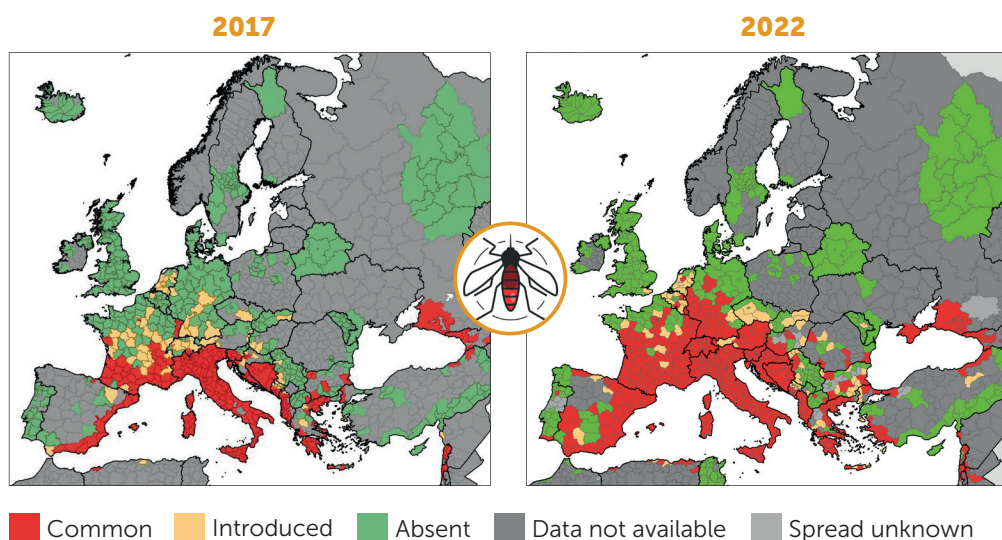 2017
2022
Common
Introduced
Absent
Data not available
Spread unknown